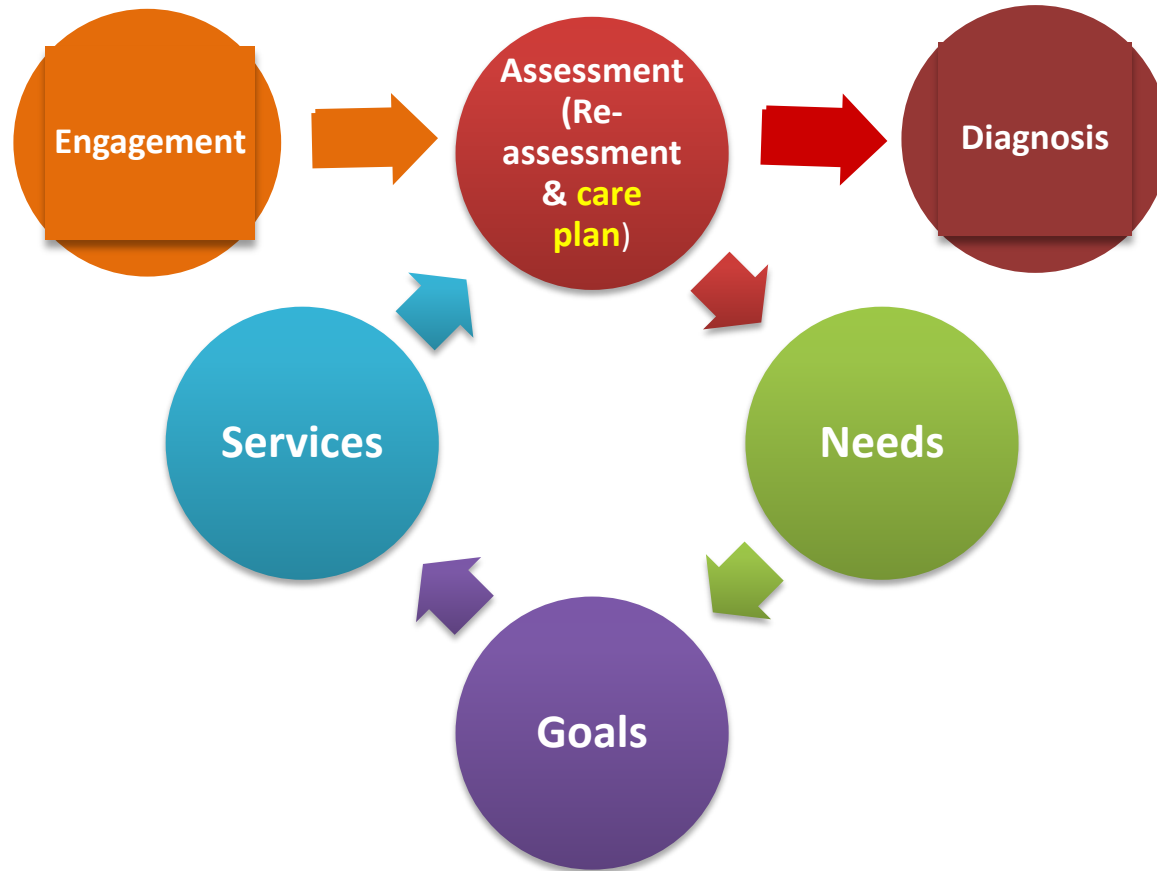 Engagement
Assessment
(Re-
assessment
& care
plan)
Diagnosis
Services
Needs
Goals